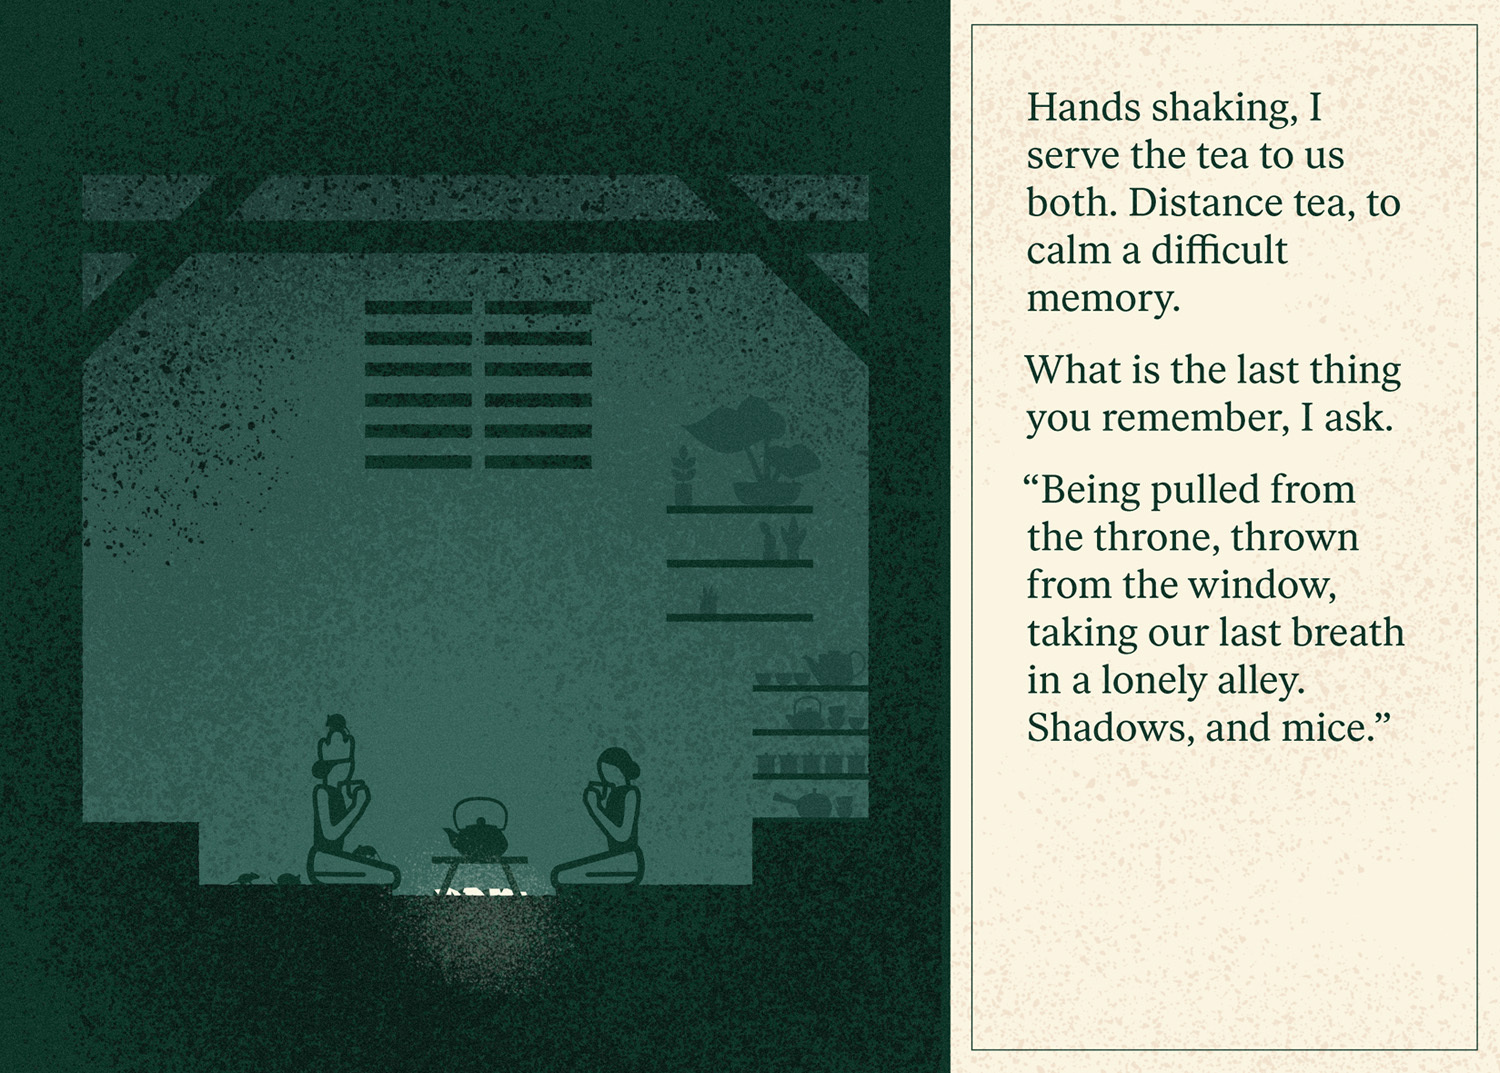 Hands shaking, I
serve the tea to us
both. Distance tea, to
calm a difficult
memory.
What is the last thing
you remember, I ask.
“Being pulled from
the throne, thrown
from the window,
taking our last breath
in a lonely alley.
Shadows, and mice.”